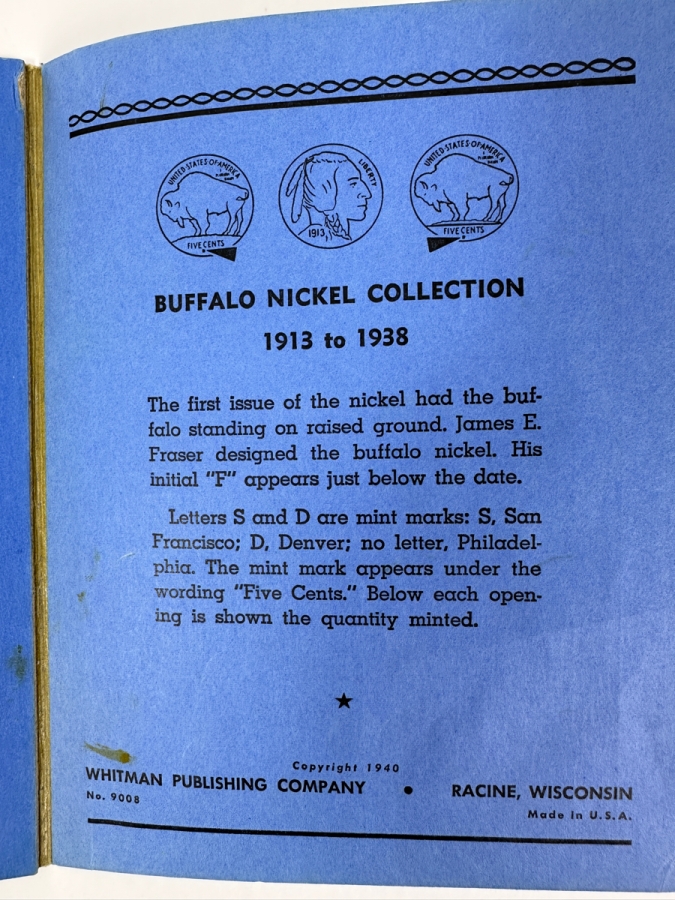 UNITED·STATES·OF·AMERICA
FIVE CENTS
LIBERTY
1913
UNITED·STATES·OF·AMERICA
FIVE CENTS
BUFFALO NICKEL COLLECTION
1913 to 1938
The first issue of the nickel had the buf-
falo standing on raised ground. James E.
Fraser designed the buffalo nickel. His
initial "F" appears just below the date.
Letters S and D are mint marks: S, San
Francisco; D, Denver; no letter, Philadel-
phia. The mint mark appears under the
wording "Five Cents." Below each open-
ing is shown the quantity minted.
Copyright 1940
WHITMAN PUBLISHING COMPANY • RACINE, WISCONSIN
No. 9008
Made in U.S.A.